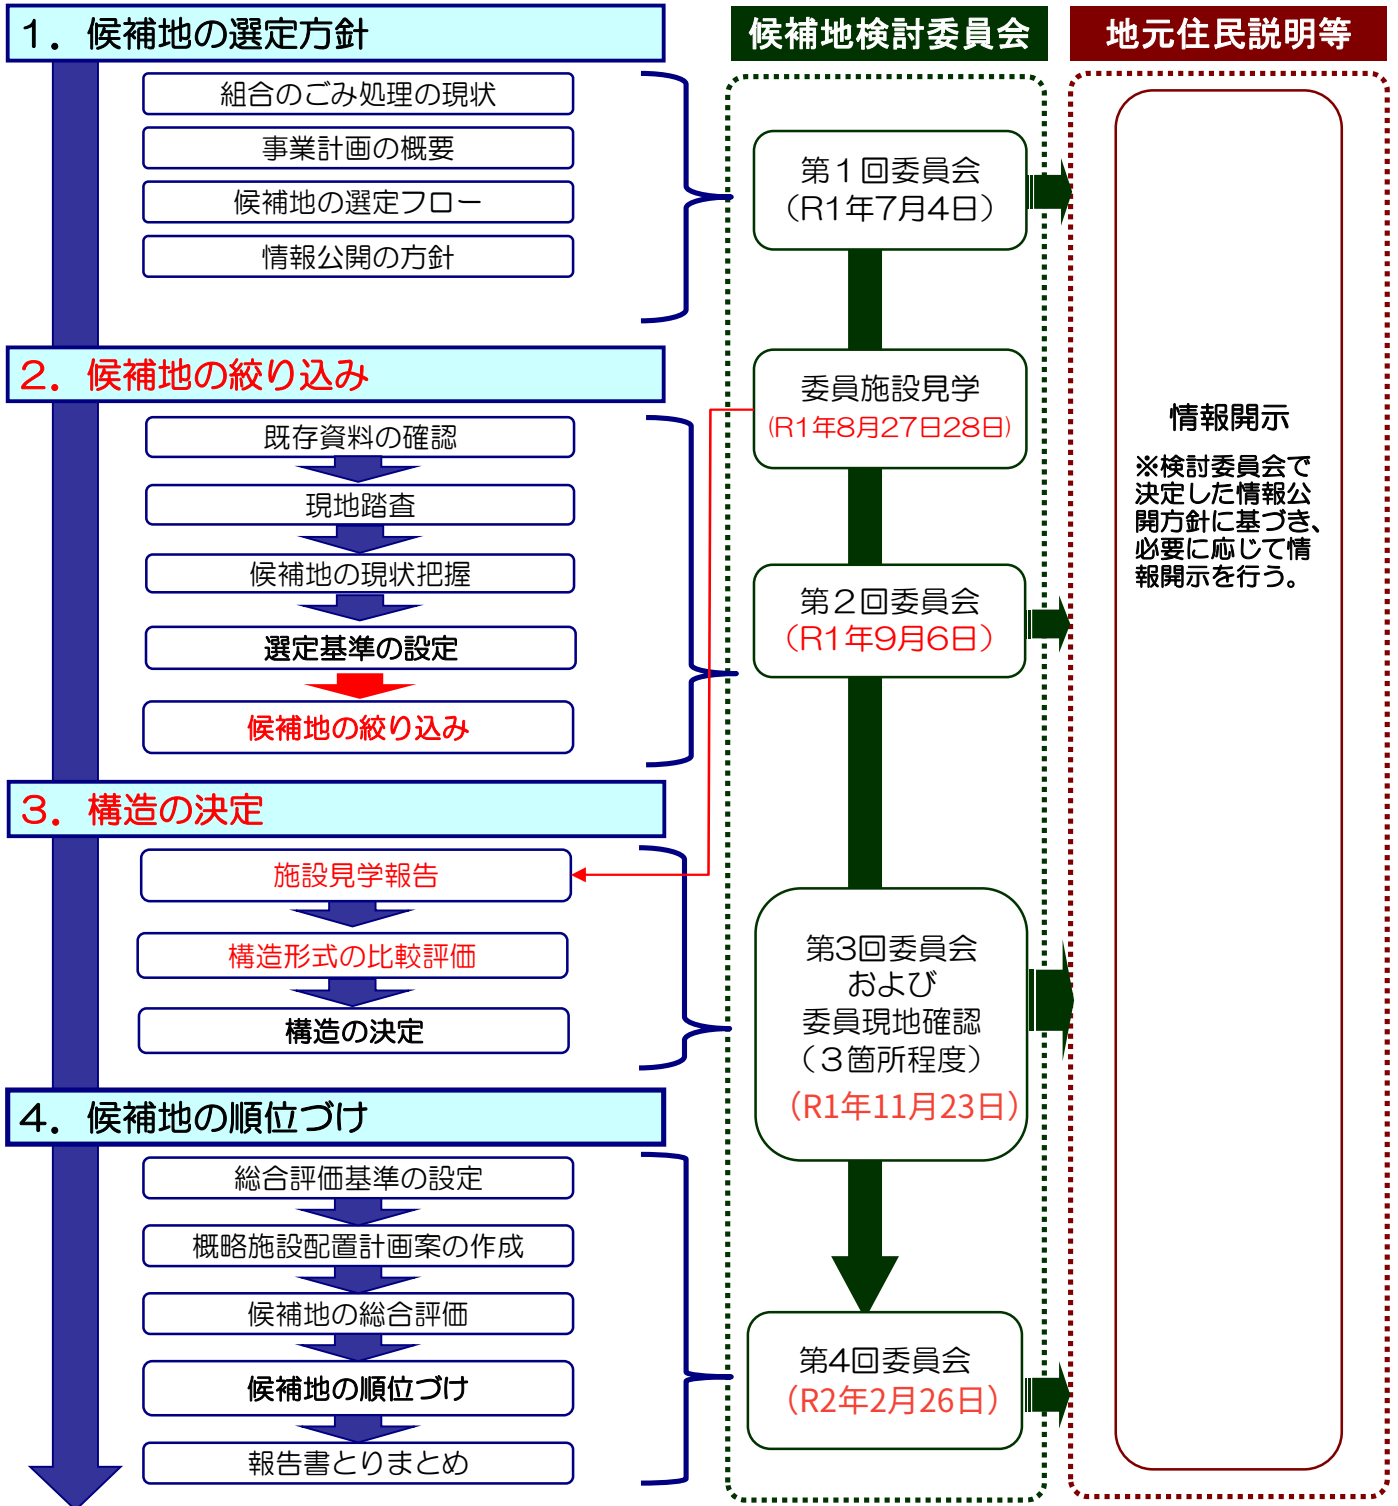 １．候補地の選定方針
組合のごみ処理の現状
事業計画の概要
候補地の選定フロー
情報公開の方針
２．候補地の絞り込み
既存資料の確認
現地踏査
候補地の現状把握
選定基準の設定
候補地の絞り込み
３．構造の決定
施設見学報告
構造形式の比較評価
構造の決定
４．候補地の順位づけ
総合評価基準の設定
概略施設配置計画案の作成
候補地の総合評価
候補地の順位づけ
報告書とりまとめ
候補地検討委員会
第１回委員会
（R1年7月4日）
委員施設見学
(R1年8月27日28日)
第２回委員会
（R1年9月6日）
第3回委員会
および
委員現地確認
（３箇所程度）
（R1年11月23日）
第4回委員会
（R2年2月26日）
地元住民説明等
情報開示
※検討委員会で
決定した情報公
開方針に基づき、
必要に応じて情
報開示を行う。